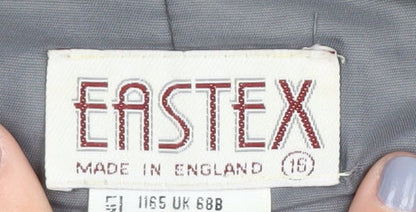 EASTEX
MADE IN ENGLAND 16
1165 UK 68B